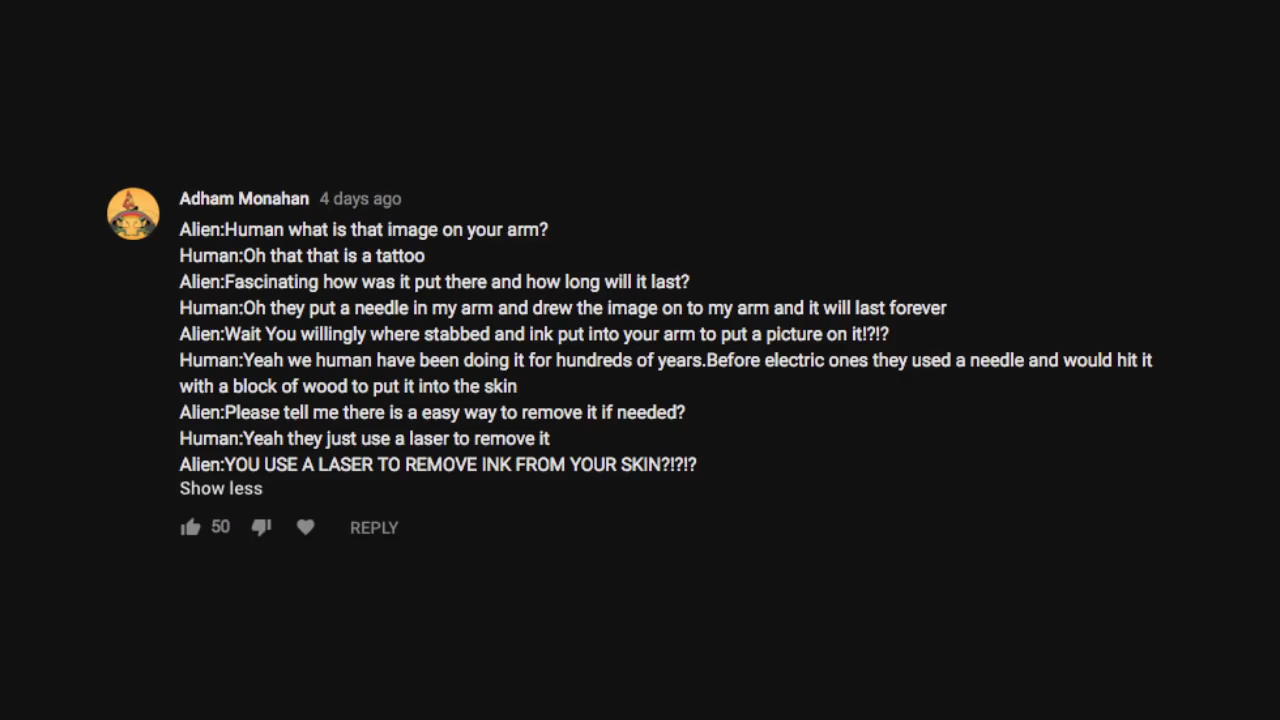 Adham Monahan 4 days ago
Alien:Human what is that image on your arm?
Human:Oh that that is a tattoo
Alien:Fascinating how was it put there and how long will it last?
Human:Oh they put a needle in my arm and drew the image on to my arm and it will last forever
Alien:Wait You willingly where stabbed and ink put into your arm to put a picture on it!?!?
Human:Yeah we human have been doing it for hundreds of years.Before electric ones they used a needle and would hit it
with a block of wood to put it into the skin
Alien:Please tell me there is a easy way to remove it if needed?
Human:Yeah they just use a laser to remove it
Alien:YOU USE A LASER TO REMOVE INK FROM YOUR SKIN?!?!?
Show less
50 REPLY